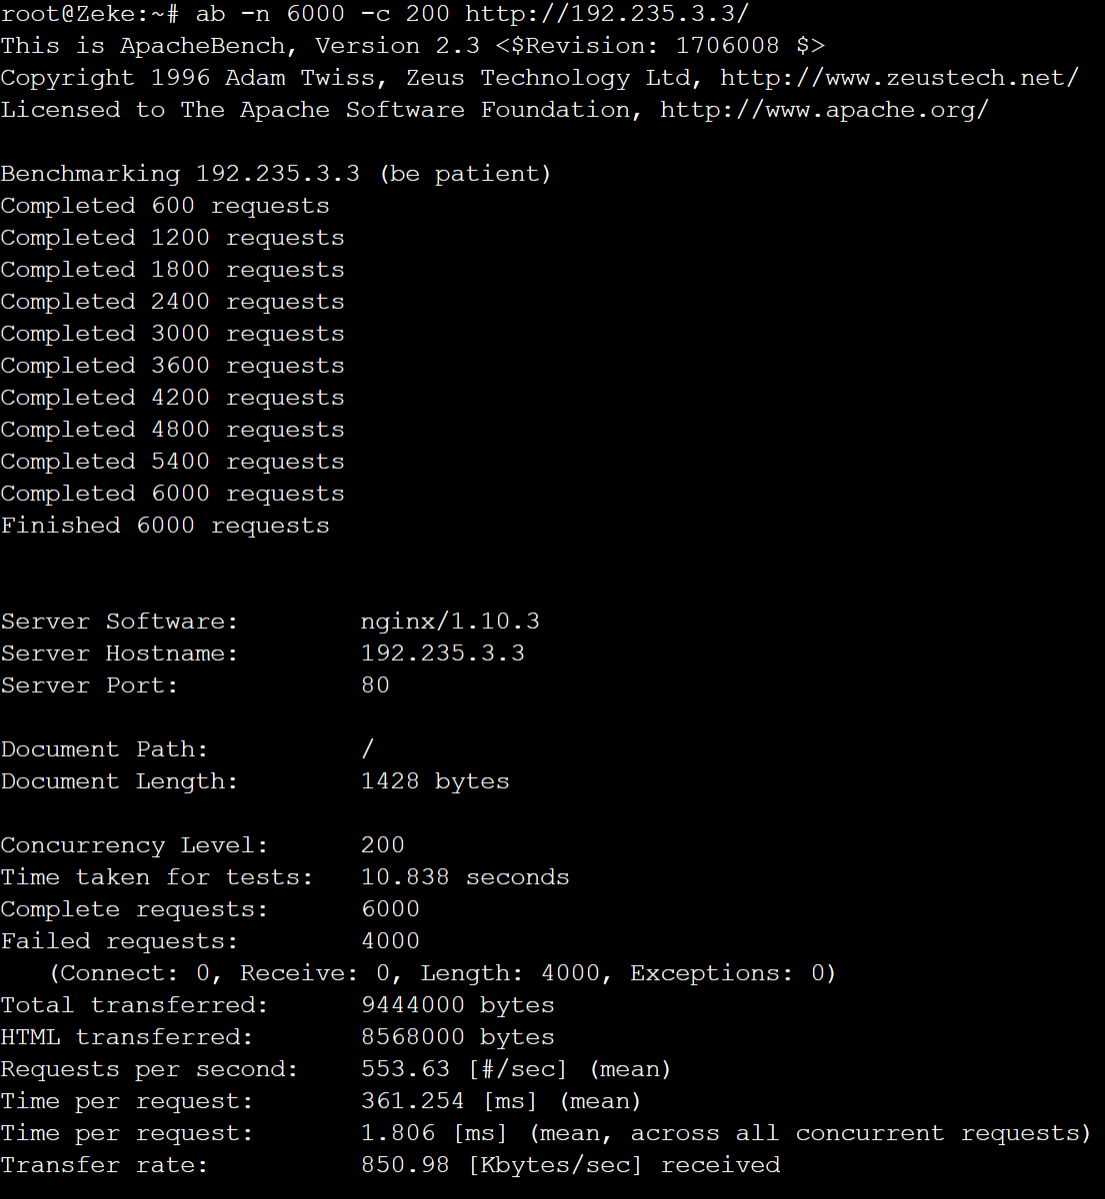 root@Zeke:~# ab -n 6000 -c 200 http://192.235.3.3/
This is ApacheBench, Version 2.3 <$Revision: 1706008 $>
Copyright 1996 Adam Twiss, Zeus Technology Ltd, http://www.zeustech.net/
Licensed to The Apache Software Foundation, http://www.apache.org/

Benchmarking 192.235.3.3 (be patient)
Completed 600 requests
Completed 1200 requests
Completed 1800 requests
Completed 2400 requests
Completed 3000 requests
Completed 3600 requests
Completed 4200 requests
Completed 4800 requests
Completed 5400 requests
Completed 6000 requests
Finished 6000 requests

Server Software:        nginx/1.10.3
Server Hostname:        192.235.3.3
Server Port:            80

Document Path:          /
Document Length:        1428 bytes

Concurrency Level:      200
Time taken for tests:   10.838 seconds
Complete requests:      6000
Failed requests:        4000
   (Connect: 0, Receive: 0, Length: 4000, Exceptions: 0)
Total transferred:      9444000 bytes
HTML transferred:       8568000 bytes
Requests per second:    553.63 [#/sec] (mean)
Time per request:       361.254 [ms] (mean)
Time per request:       1.806 [ms] (mean, across all concurrent requests)
Transfer rate:          850.98 [Kbytes/sec] received